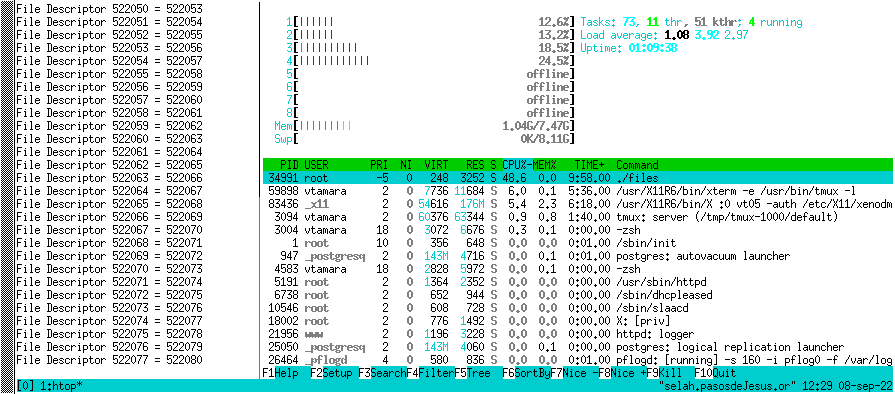 File Descriptor 522050 = 522053
File Descriptor 522051 = 522054
File Descriptor 522052 = 522055
File Descriptor 522053 = 522056
File Descriptor 522054 = 522057
File Descriptor 522055 = 522058
File Descriptor 522056 = 522059
File Descriptor 522057 = 522060
File Descriptor 522058 = 522061
File Descriptor 522059 = 522062
File Descriptor 522060 = 522063
File Descriptor 522061 = 522064
File Descriptor 522062 = 522065
File Descriptor 522063 = 522066
File Descriptor 522064 = 522067
File Descriptor 522065 = 522068
File Descriptor 522066 = 522069
File Descriptor 522067 = 522070
File Descriptor 522068 = 522071
File Descriptor 522069 = 522072
File Descriptor 522070 = 522073
File Descriptor 522071 = 522074
File Descriptor 522072 = 522075
File Descriptor 522073 = 522076
File Descriptor 522074 = 522077
File Descriptor 522075 = 522078
File Descriptor 522076 = 522079
File Descriptor 522077 = 522080
1[|||||| 12.6%] Tasks: 73, 11 thr, 51 kthr; 4 running
2[|||||| 13.2%] Load average: 1.08 3.92 2.97
3[|||||||||| 18.5%] Uptime: 01:09:38
4[|||||||||||| 24.5%]
5[ offline]
6[ offline]
7[ offline]
8[ offline]
Mem[||||||||| 1.04G/7.47G]
Swp[ 0K/8.11G]
PID USER PRI NI VIRT RES S CPU%-MEM% TIME+ Command
34991 root -5 0 248 3252 S 48.6 0.0 9:58.00 ./files
59898 vtamara 2 0 7736 11684 S 6.0 0.1 5:36.00 /usr/X11R6/bin/xterm -e /usr/bin/tmux -l
83436 _x11 2 0 54616 176M S 5.4 2.3 6:18.00 /usr/X11R6/bin/X :0 vt05 -auth /etc/X11/xenodm
3094 vtamara 2 0 60376 63344 S 0.9 0.8 1:40.00 tmux: server (/tmp/tmux-1000/default)
3004 vtamara 18 0 3072 6676 S 0.3 0.1 0:00.00 -zsh
1 root 10 0 356 648 S 0.0 0.0 0:01.00 /sbin/init
947 _postgresq 2 0 143M 4716 S 0.0 0.1 0:01.00 postgres: autovacuum launcher
4583 vtamara 18 0 2828 5972 S 0.0 0.1 0:01.00 -zsh
5191 root 2 0 1364 2352 S 0.0 0.0 0:00.00 /usr/sbin/httpd
6738 root 2 0 652 944 S 0.0 0.0 0:00.00 /sbin/dhcpleased
10546 root 2 0 608 728 S 0.0 0.0 0:00.00 /sbin/slaacd
18002 root 2 0 776 1492 S 0.0 0.0 0:00.00 X: [priv]
21956 www 2 0 1196 3228 S 0.0 0.0 0:00.00 httpd: logger
25050 _postgresq 2 0 143M 4060 S 0.0 0.1 0:00.00 postgres: logical replication launcher
26464 _pflogd 4 0 580 836 S 0.0 0.0 0:01.00 pflogd: [running] -s 160 -i pflog0 -f /var/log
F1Help F2Setup F3SearchF4FilterF5Tree F6SortByF7Nice -F8Nice +F9Kill F10Quit
[0] 1:htop* "selah.pasosdeJesus.or" 12:29 08-sep-22